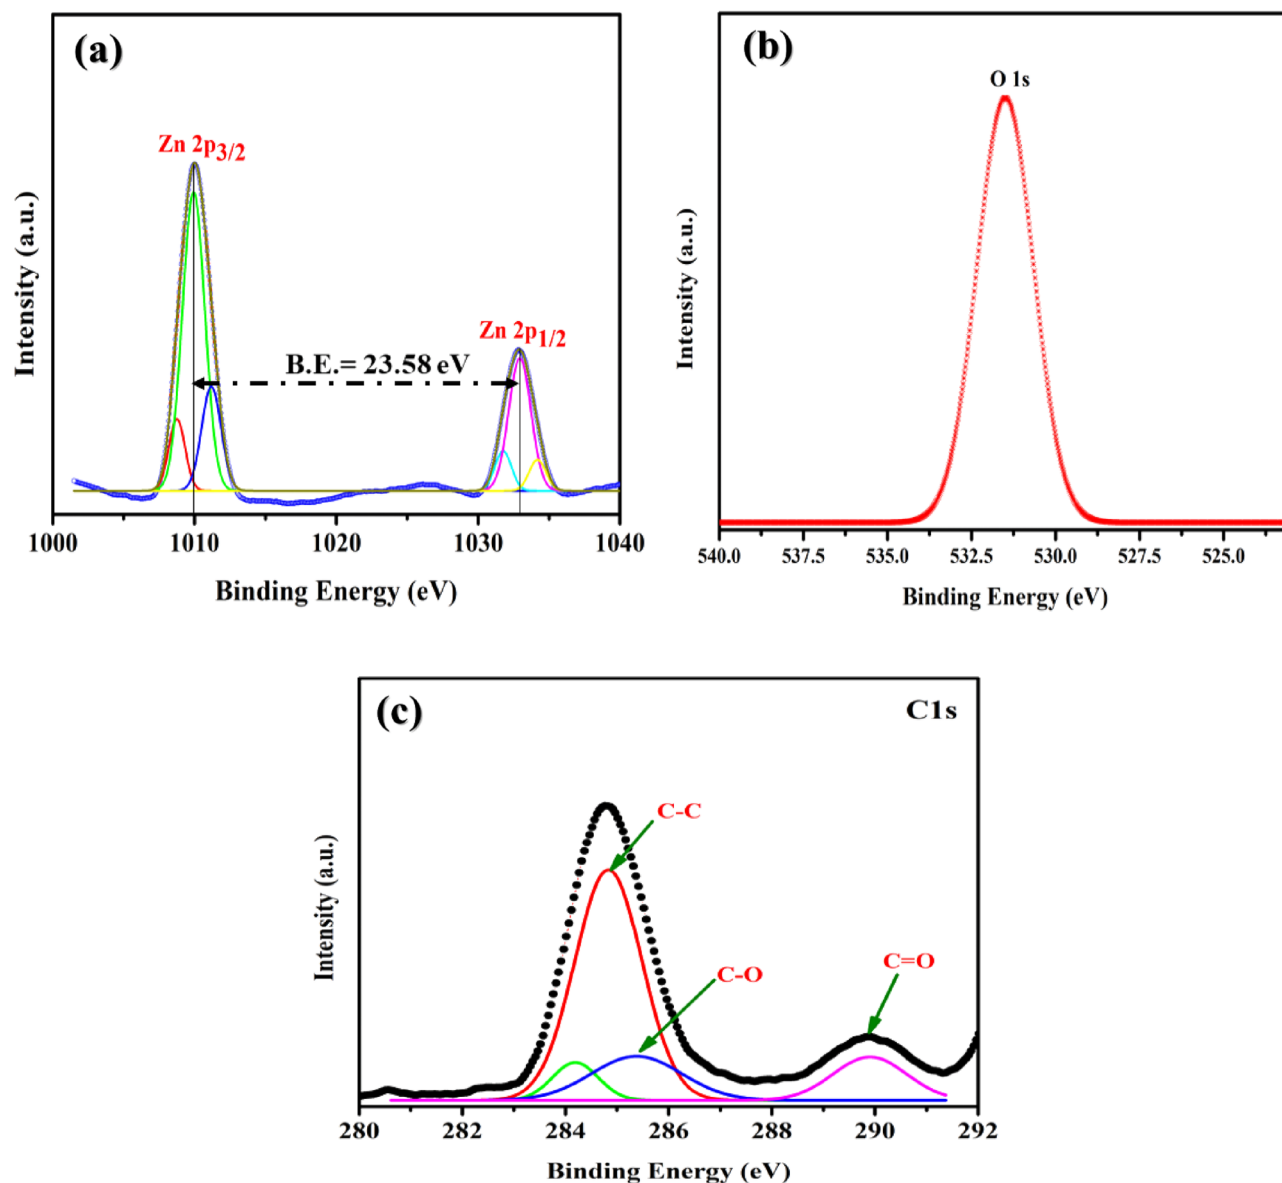 (a)
Zn 2p3/2
Zn 2p1/2
B.E.= 23.58 eV
Intensity (a.u.)
1000 1010 1020 1030 1040
Binding Energy (eV)
(b)
O 1s
Intensity (a.u.)
540.0 537.5 535.0 532.5 530.0 527.5 525.0
Binding Energy (eV)
(c)
C1s
C-C
C-O
C=O
Intensity (a.u.)
280 282 284 286 288 290 292
Binding Energy (eV)